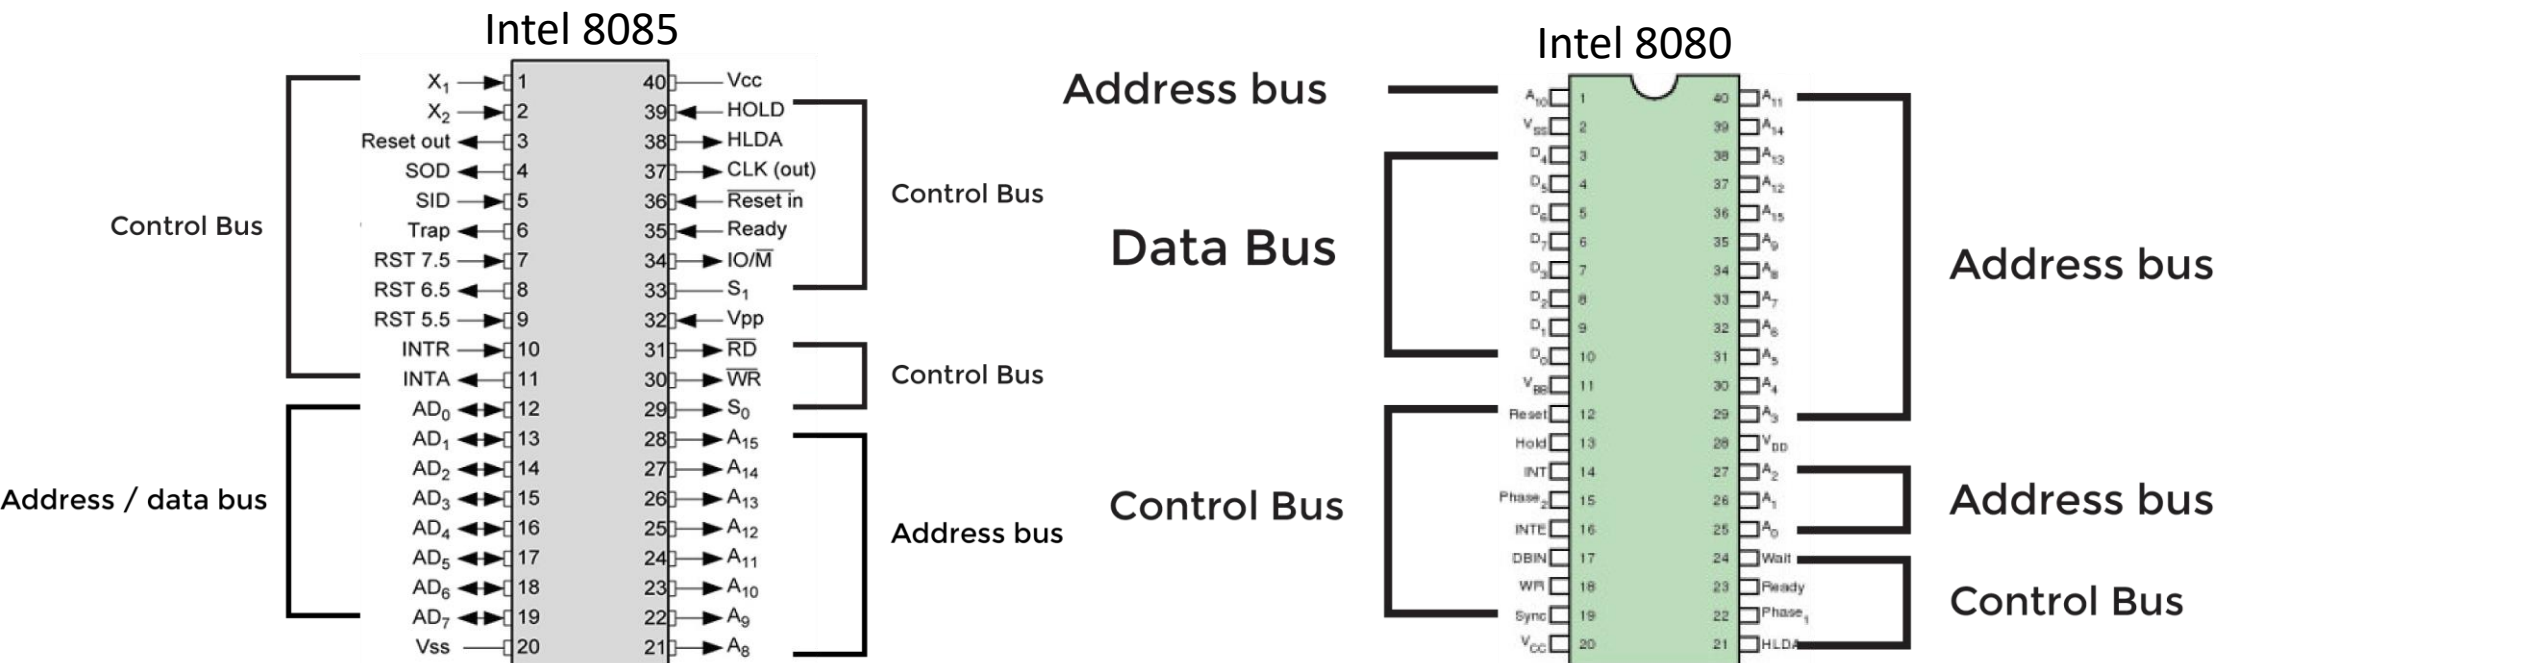 Intel 8085
X1 1 40 Vcc
X2 2 39 HOLD
Reset out 3 38 HLDA
SOD 4 37 CLK (out)
SID 5 36 Reset in
Trap 6 35 Ready
RST 7.5 7 34 IO/M
RST 6.5 8 33 S1
RST 5.5 9 32 Vpp
INTR 10 31 RD
INTA 11 30 WR
AD0 12 29 S0
AD1 13 28 A15
AD2 14 27 A14
AD3 15 26 A13
AD4 16 25 A12
AD5 17 24 A11
AD6 18 23 A10
AD7 19 22 A9
Vss 20 21 A8
Control Bus
Address / data bus
Control Bus
Control Bus
Address bus
Intel 8080
A10 1 40 A11
VSS 2 39 A14
D4 3 38 A13
D5 4 37 A12
D6 5 36 A15
D7 6 35 A9
D3 7 34 A8
D2 8 33 A7
D1 9 32 A6
D0 10 31 A5
VBB 11 30 A4
Reset 12 29 A3
Hold 13 28 VDD
INT 14 27 A2
Phase2 15 26 A1
INTE 16 25 A0
DBIN 17 24 Wait
WR 18 23 Ready
Sync 19 22 Phase1
VCC 20 21 HLDA
Address bus
Data Bus
Control Bus
Address bus
Address bus
Control Bus